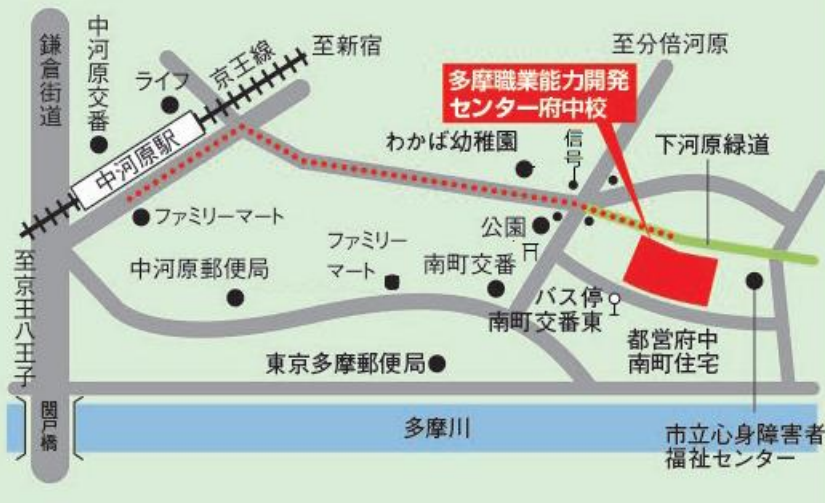 鎌倉街道
中河原交番
ライフ
京王線
至新宿
至分倍河原
多摩職業能力開発
センター府中校
わかば幼稚園
信号
下河原緑道
中河原駅
ファミリーマート
公園
ファミリー
マート
南町交番
中河原郵便局
バス停
南町交番東
至京王八王子
都営府中
南町住宅
東京多摩郵便局
関戸橋
多摩川
市立心身障害者
福祉センター